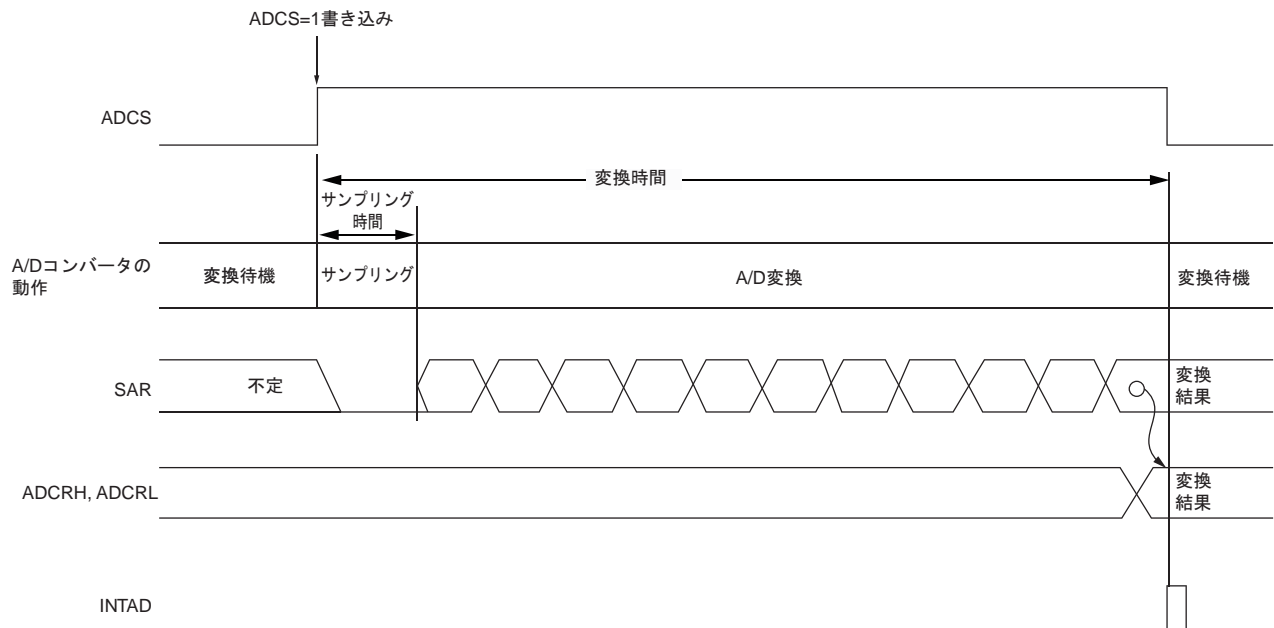 ADCS=1書き込み
ADCS
変換時間
サンプリング
時間
A/Dコンバータの
動作
変換待機
サンプリング
A/D変換
変換待機
SAR
不定
変換
結果
ADCRH, ADCRL
変換
結果
INTAD